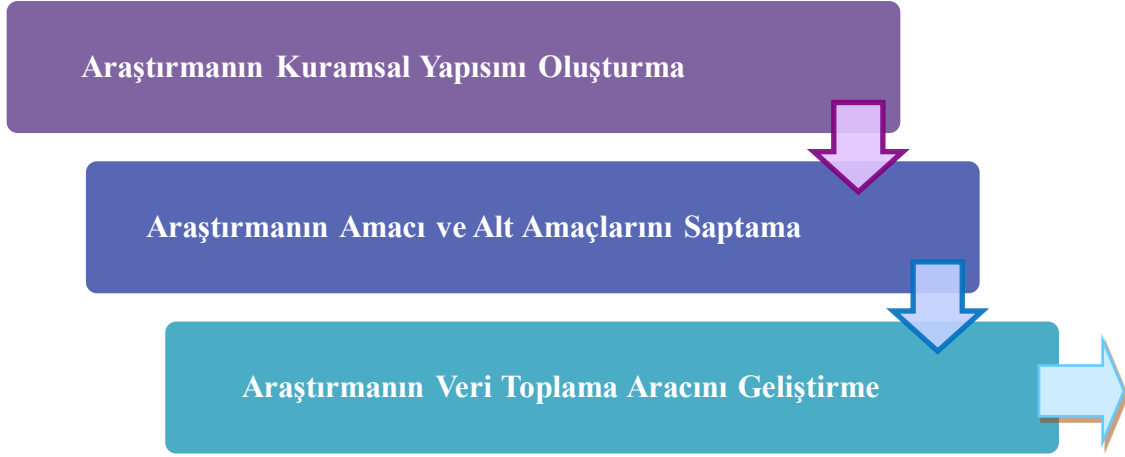 Araştırmanın Kuramsal Yapısını Oluşturma
Araştırmanın Amacı ve Alt Amaçlarını Saptama
Araştırmanın Veri Toplama Aracını Geliştirme